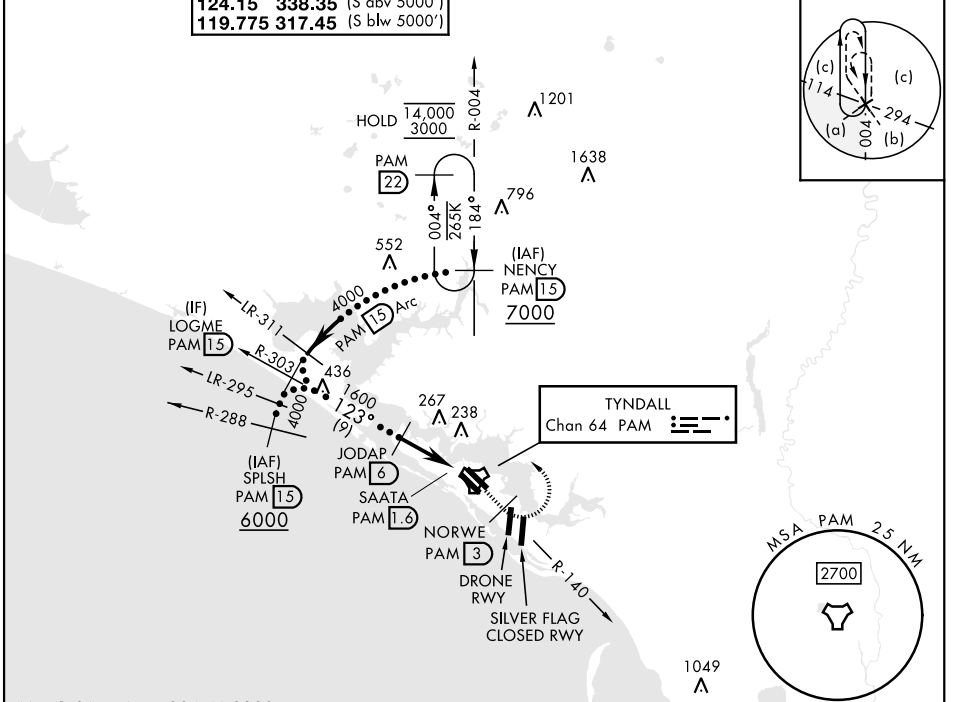 124.15 338.35 (S abv 5000')
119.775 317.45 (S blw 5000')
(c)
(c)
114
294
(a)
004
(b)
HOLD 14,000
3000
R-004
1201
PAM
22
1638
004°
265K
184°
796
552
(IAF)
NENCY
PAM 15
7000
4000
PAM 15 Arc
LR-311
(IF)
LOGME
PAM 15
R-303
436
LR-295
1600
123°
(9)
4000
R-288
267
238
TYNDALL
Chan 64 PAM
JODAP
PAM 6
(IAF)
SPLSH
PAM 15
6000
SAATA
PAM 1.6
NORWE
PAM 3
DRONE
RWY
R-140
SILVER FLAG
CLOSED RWY
MSA PAM 25 NM
2700
1049